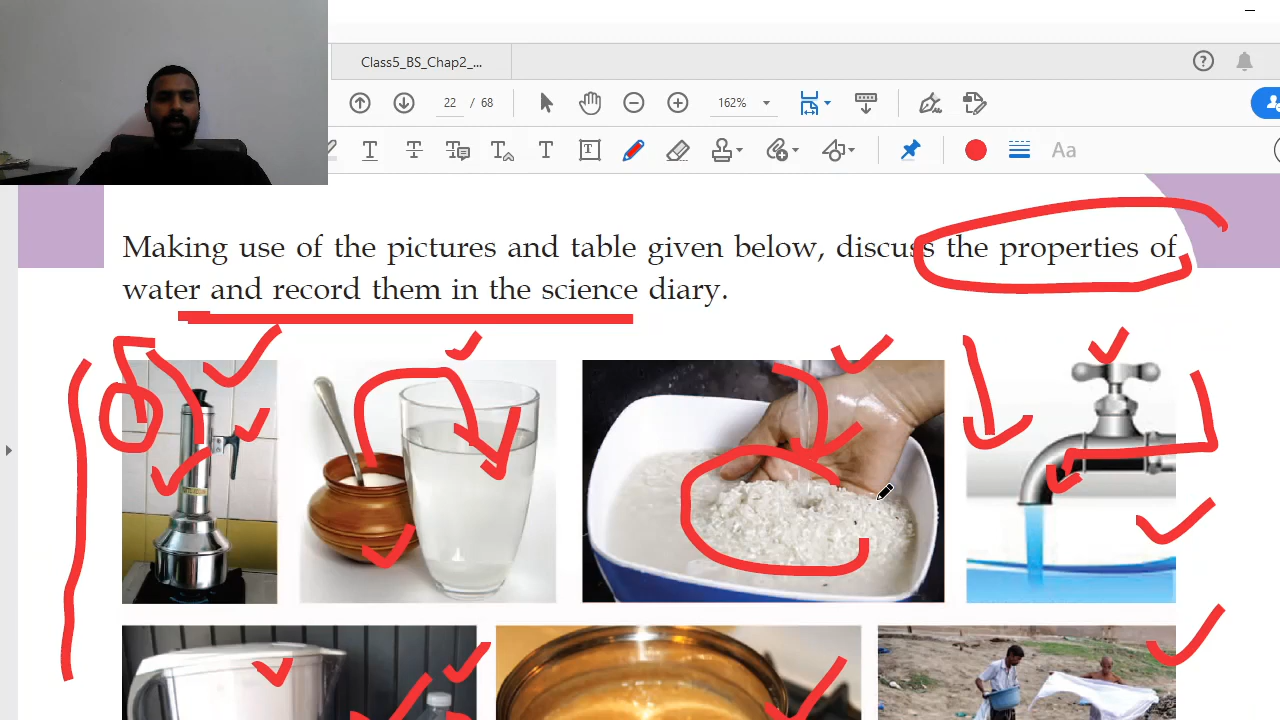 Class5_BS_Chap2_...
22 / 68
162%
Aa
Making use of the pictures and table given below, discuss the properties of
water and record them in the science diary.